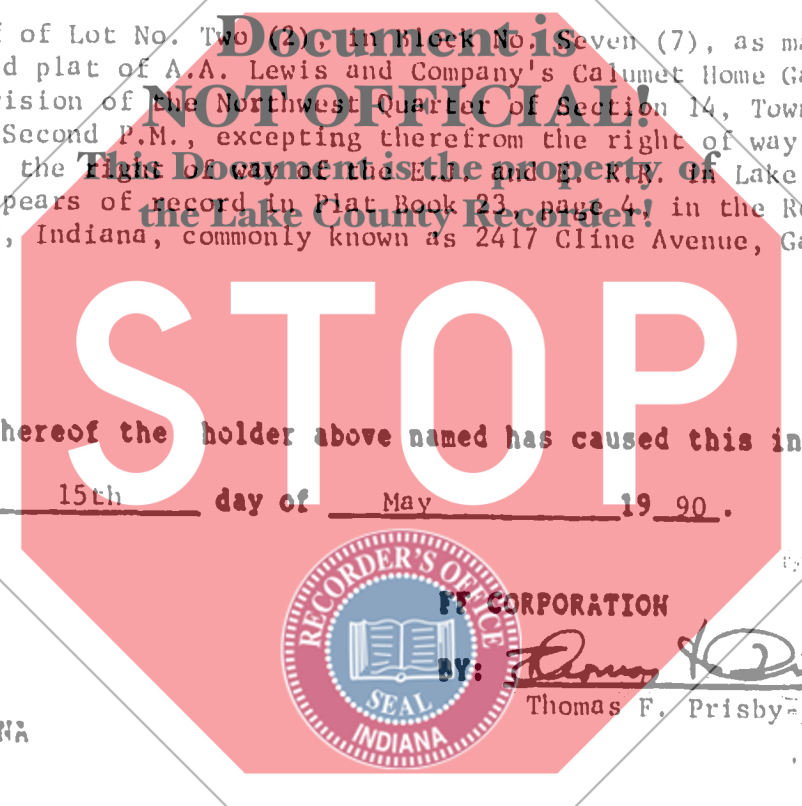 f of Lot No. Two (2), in Block No. Seven (7), as ma
Document is
d plat of A.A. Lewis and Company's Calumet Home Ga
vision of the Northwest Quarter of Section 14, Town
NOT OFFICIAL!
Second P.M., excepting therefrom the right of way
the right of way of the E.J. and E. R.R. in Lake
This Document is the property of
pears of record in Plat Book 23, page 4, in the Re
the Lake County Recorder!
, Indiana, commonly known as 2417 Cline Avenue, Ga
STOP
hereof the holder above named has caused this in
15th day of May 19 90.
RECORDER'S OFFICE
SEAL
INDIANA
FF CORPORATION
BY:
Thomas F. Prisby
NA